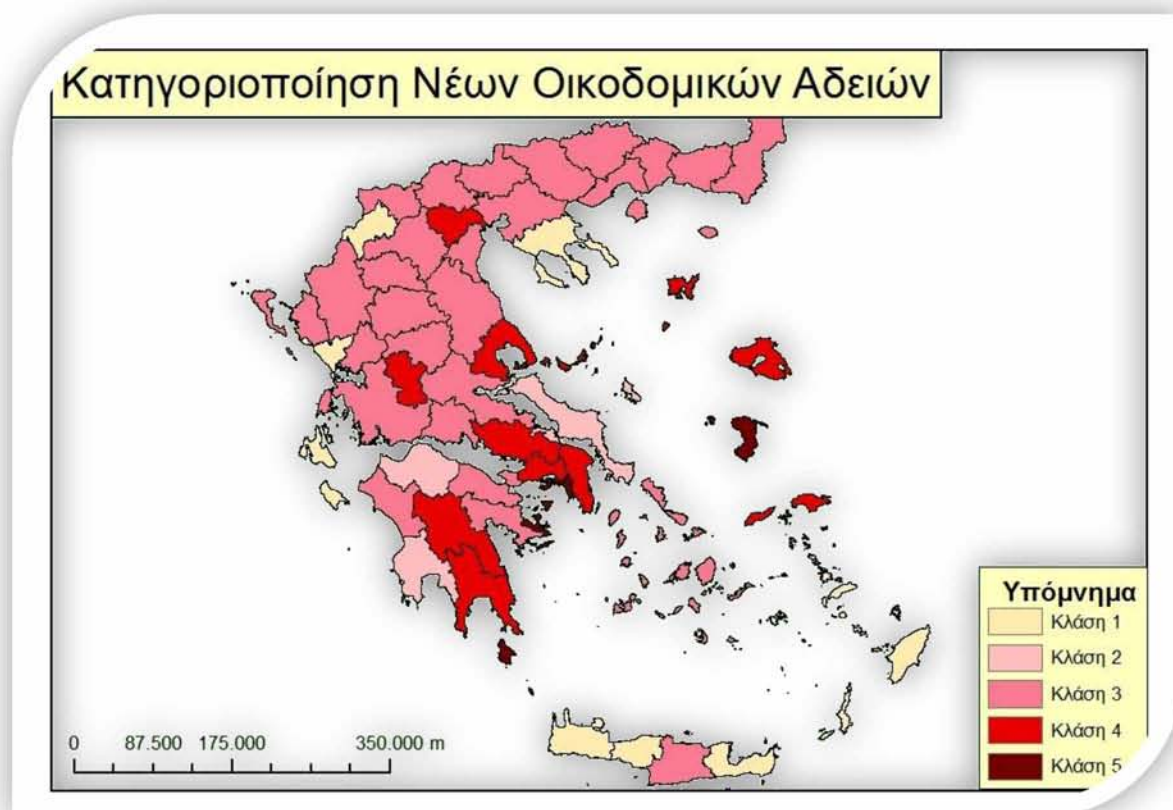 Κατηγοριοποίηση Νέων Οικοδομικών Αδειών
Υπόμνημα
Κλάση 1
Κλάση 2
Κλάση 3
Κλάση 4
Κλάση 5
0 87.500 175.000 350.000 m